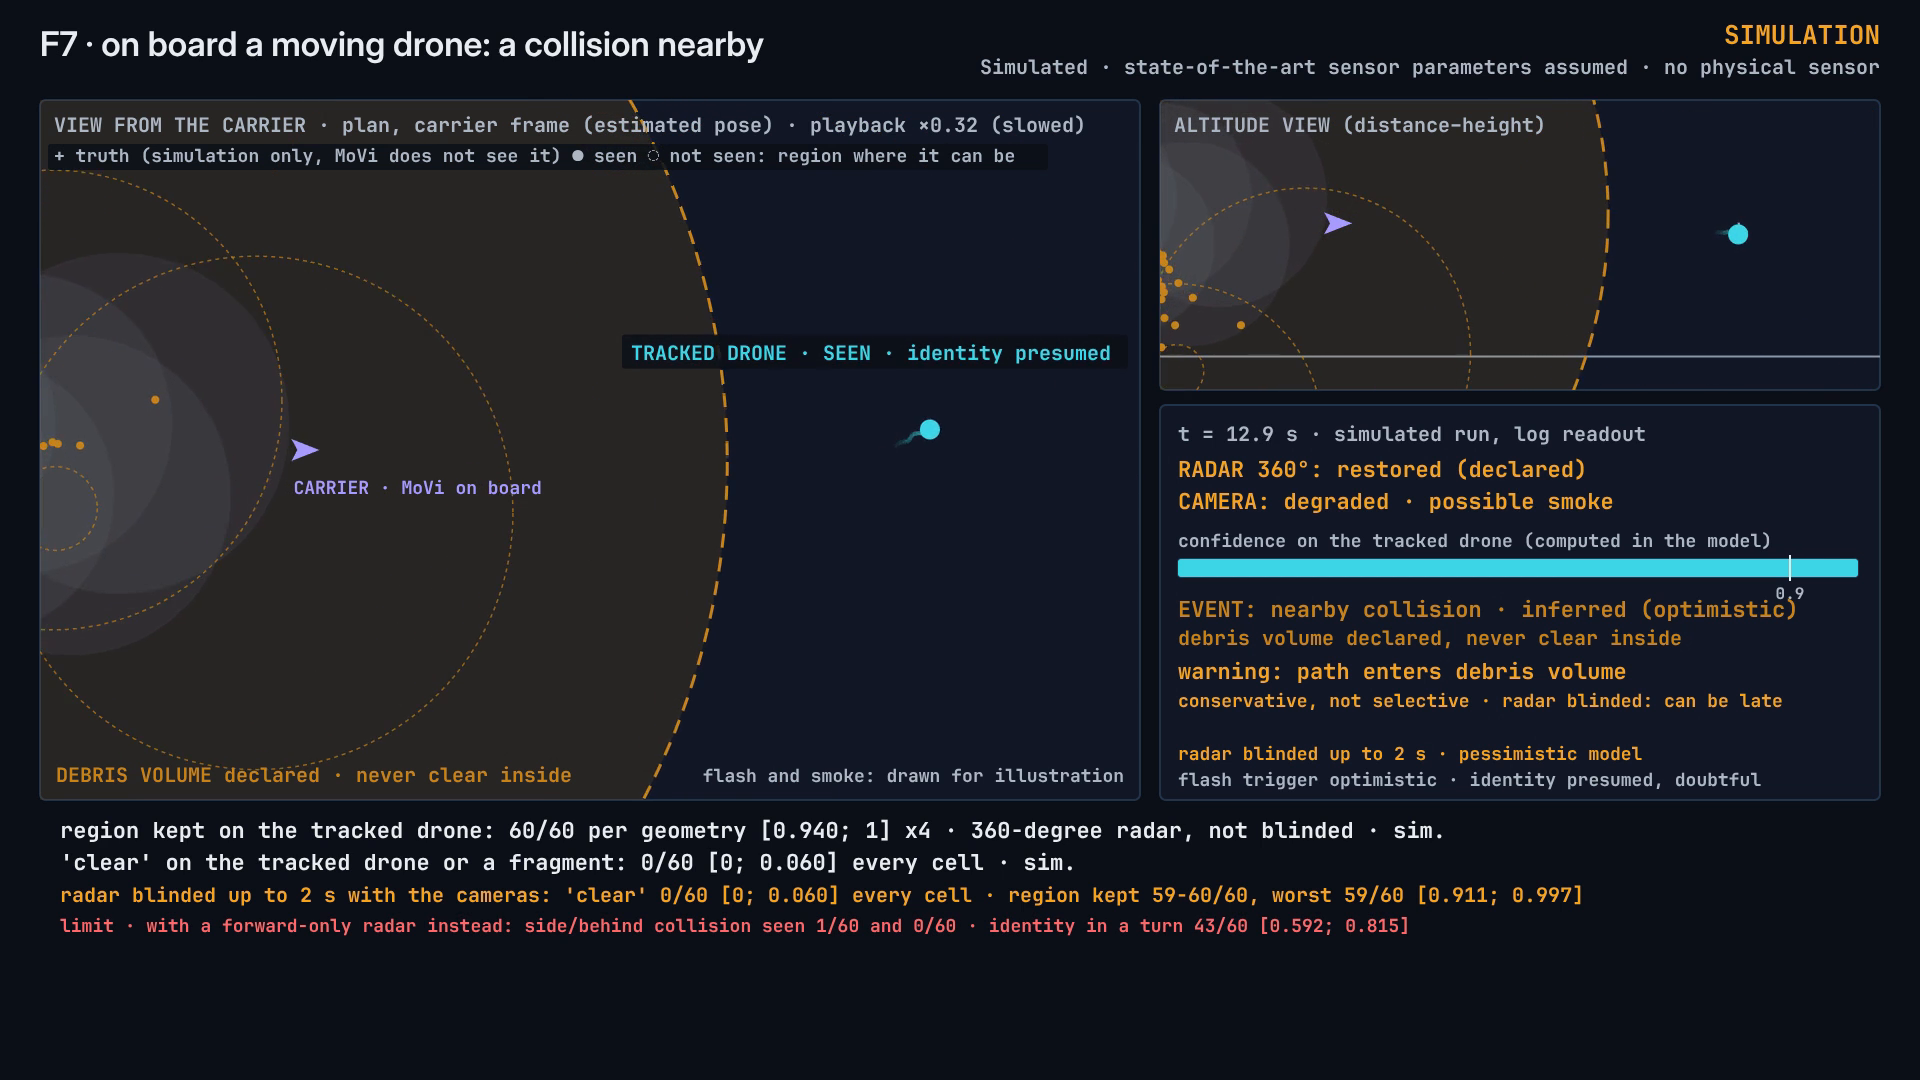 F7 · on board a moving drone: a collision nearby
SIMULATION
Simulated · state-of-the-art sensor parameters assumed · no physical sensor
VIEW FROM THE CARRIER · plan, carrier frame (estimated pose) · playback ×0.32 (slowed)
+ truth (simulation only, MoVi does not see it) ● seen ◌ not seen: region where it can be
TRACKED DRONE · SEEN · identity presumed
CARRIER · MoVi on board
DEBRIS VOLUME declared · never clear inside
flash and smoke: drawn for illustration
ALTITUDE VIEW (distance-height)
t = 12.9 s · simulated run, log readout
RADAR 360°: restored (declared)
CAMERA: degraded · possible smoke
confidence on the tracked drone (computed in the model)
0.9
EVENT: nearby collision · inferred (optimistic)
debris volume declared, never clear inside
warning: path enters debris volume
conservative, not selective · radar blinded: can be late
radar blinded up to 2 s · pessimistic model
flash trigger optimistic · identity presumed, doubtful
region kept on the tracked drone: 60/60 per geometry [0.940; 1] x4 · 360-degree radar, not blinded · sim.
'clear' on the tracked drone or a fragment: 0/60 [0; 0.060] every cell · sim.
radar blinded up to 2 s with the cameras: 'clear' 0/60 [0; 0.060] every cell · region kept 59-60/60, worst 59/60 [0.911; 0.997]
limit · with a forward-only radar instead: side/behind collision seen 1/60 and 0/60 · identity in a turn 43/60 [0.592; 0.815]